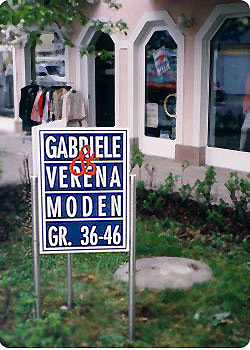 GABRIELE
&
VERENA
MODEN
GR. 36-46